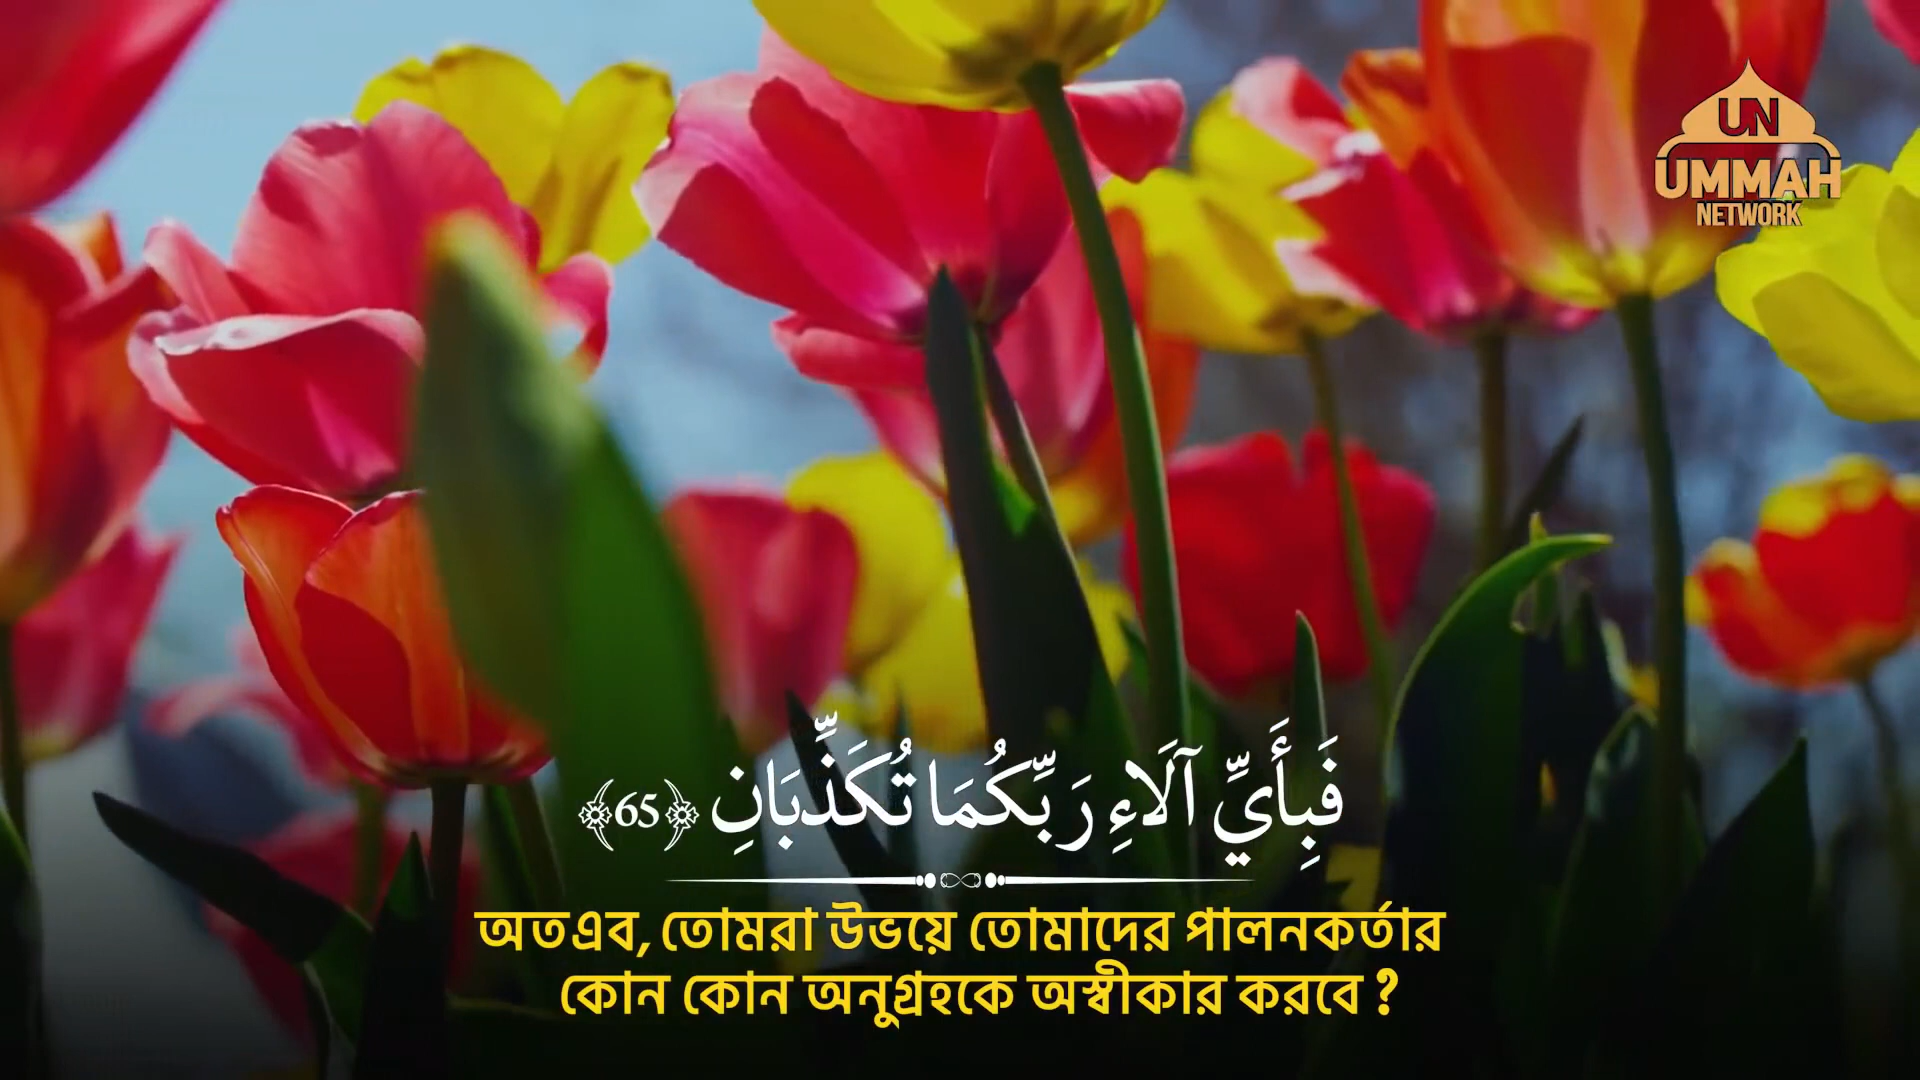 UN
UMMAH
NETWORK
فَبِأَيِّ آلَاءِ رَبِّكُمَا تُكَذِّبَانِ ﴿65﴾
অতএব, তোমরা উভয়ে তোমাদের পালনকর্তার
কোন কোন অনুগ্রহকে অস্বীকার করবে ?